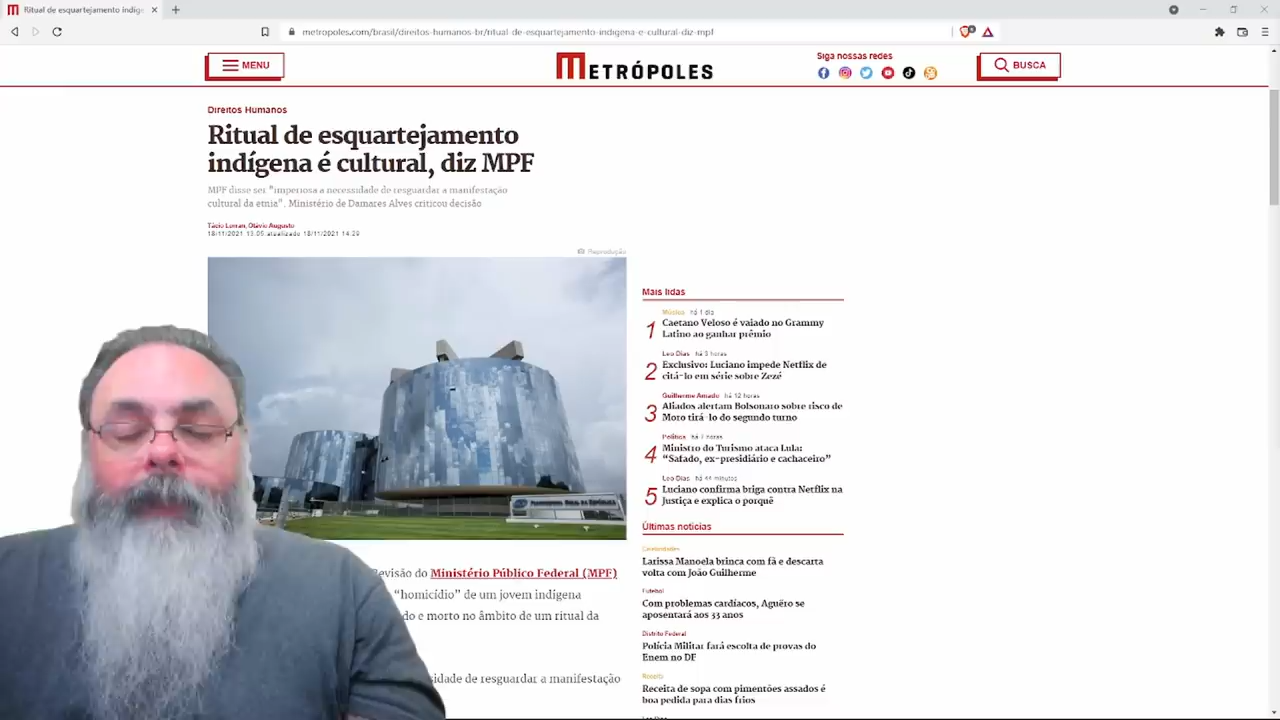 Ritual de esquartejamento indíge
metropoles.com/brasil/direitos-humanos-br/ritual-de-esquartejamento-indigena-e-cultural-diz-mpf
MENU
METRÓPOLES
Siga nossas redes
BUSCA
Direitos Humanos
Ritual de esquartejamento
indígena é cultural, diz MPF
MPF disse ser "imperiosa a necessidade de resguardar a manifestação
cultural da etnia". Ministério de Damares Alves criticou decisão
Tácio Lorran, Otávio Augusto
18/11/2021 13:05, atualizado 18/11/2021 14:29
Reprodução
Revisão do Ministério Público Federal (MPF)
"homicídio" de um jovem indígena
do e morto no âmbito de um ritual da
sidade de resguardar a manifestação
Mais lidas
Música há 1 dia
1 Caetano Veloso é vaiado no Grammy
Latino ao ganhar prêmio
Leo Dias há 3 horas
2 Exclusivo: Luciano impede Netflix de
citá-lo em série sobre Zezé
Guilherme Amado há 12 horas
3 Aliados alertam Bolsonaro sobre risco de
Moro tirá-lo do segundo turno
Política há 7 horas
4 Ministro do Turismo ataca Lula:
"Safado, ex-presidiário e cachaceiro"
Leo Dias há 44 minutos
5 Luciano confirma briga contra Netflix na
Justiça e explica o porquê
Últimas notícias
Celebridades
Larissa Manoela brinca com fã e descarta
volta com João Guilherme
Futebol
Com problemas cardíacos, Agüero se
aposentará aos 33 anos
Distrito Federal
Polícia Militar fará escolta de provas do
Enem no DF
Receita
Receita de sopa com pimentões assados é
boa pedida para dias frios